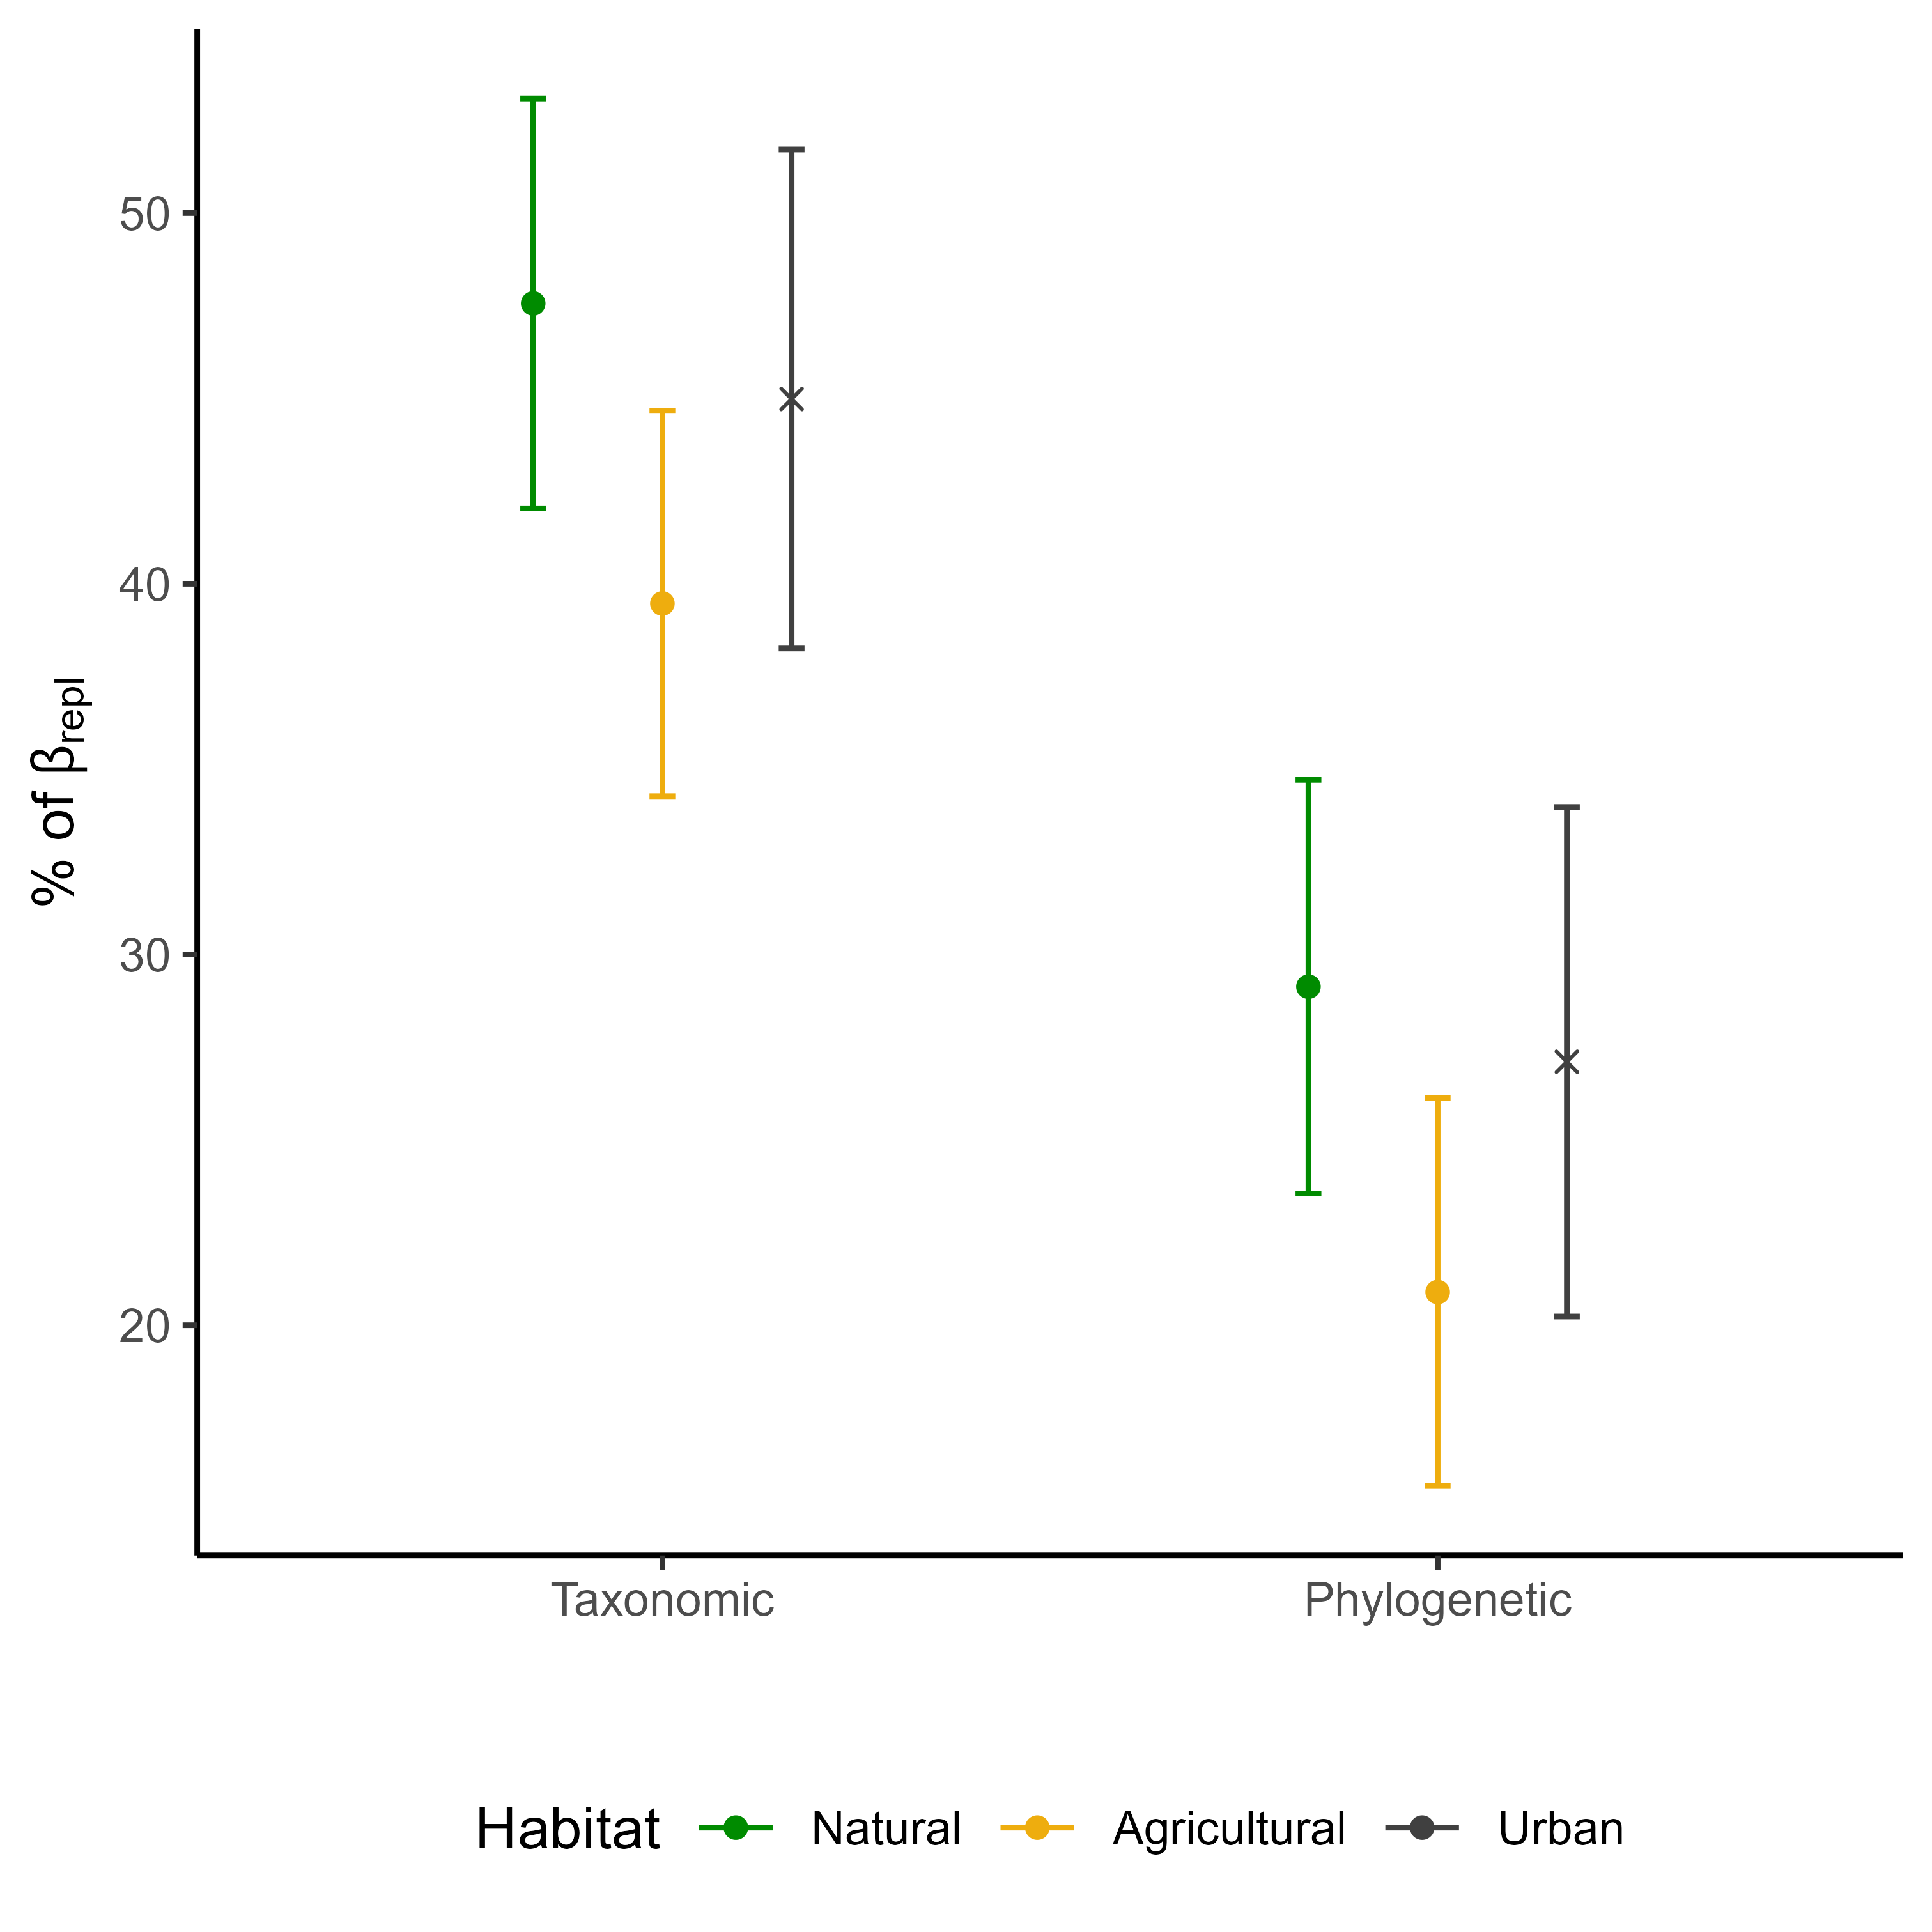 50
40
30
20
% of βrepl
Taxonomic Phylogenetic
Habitat Natural Agricultural Urban